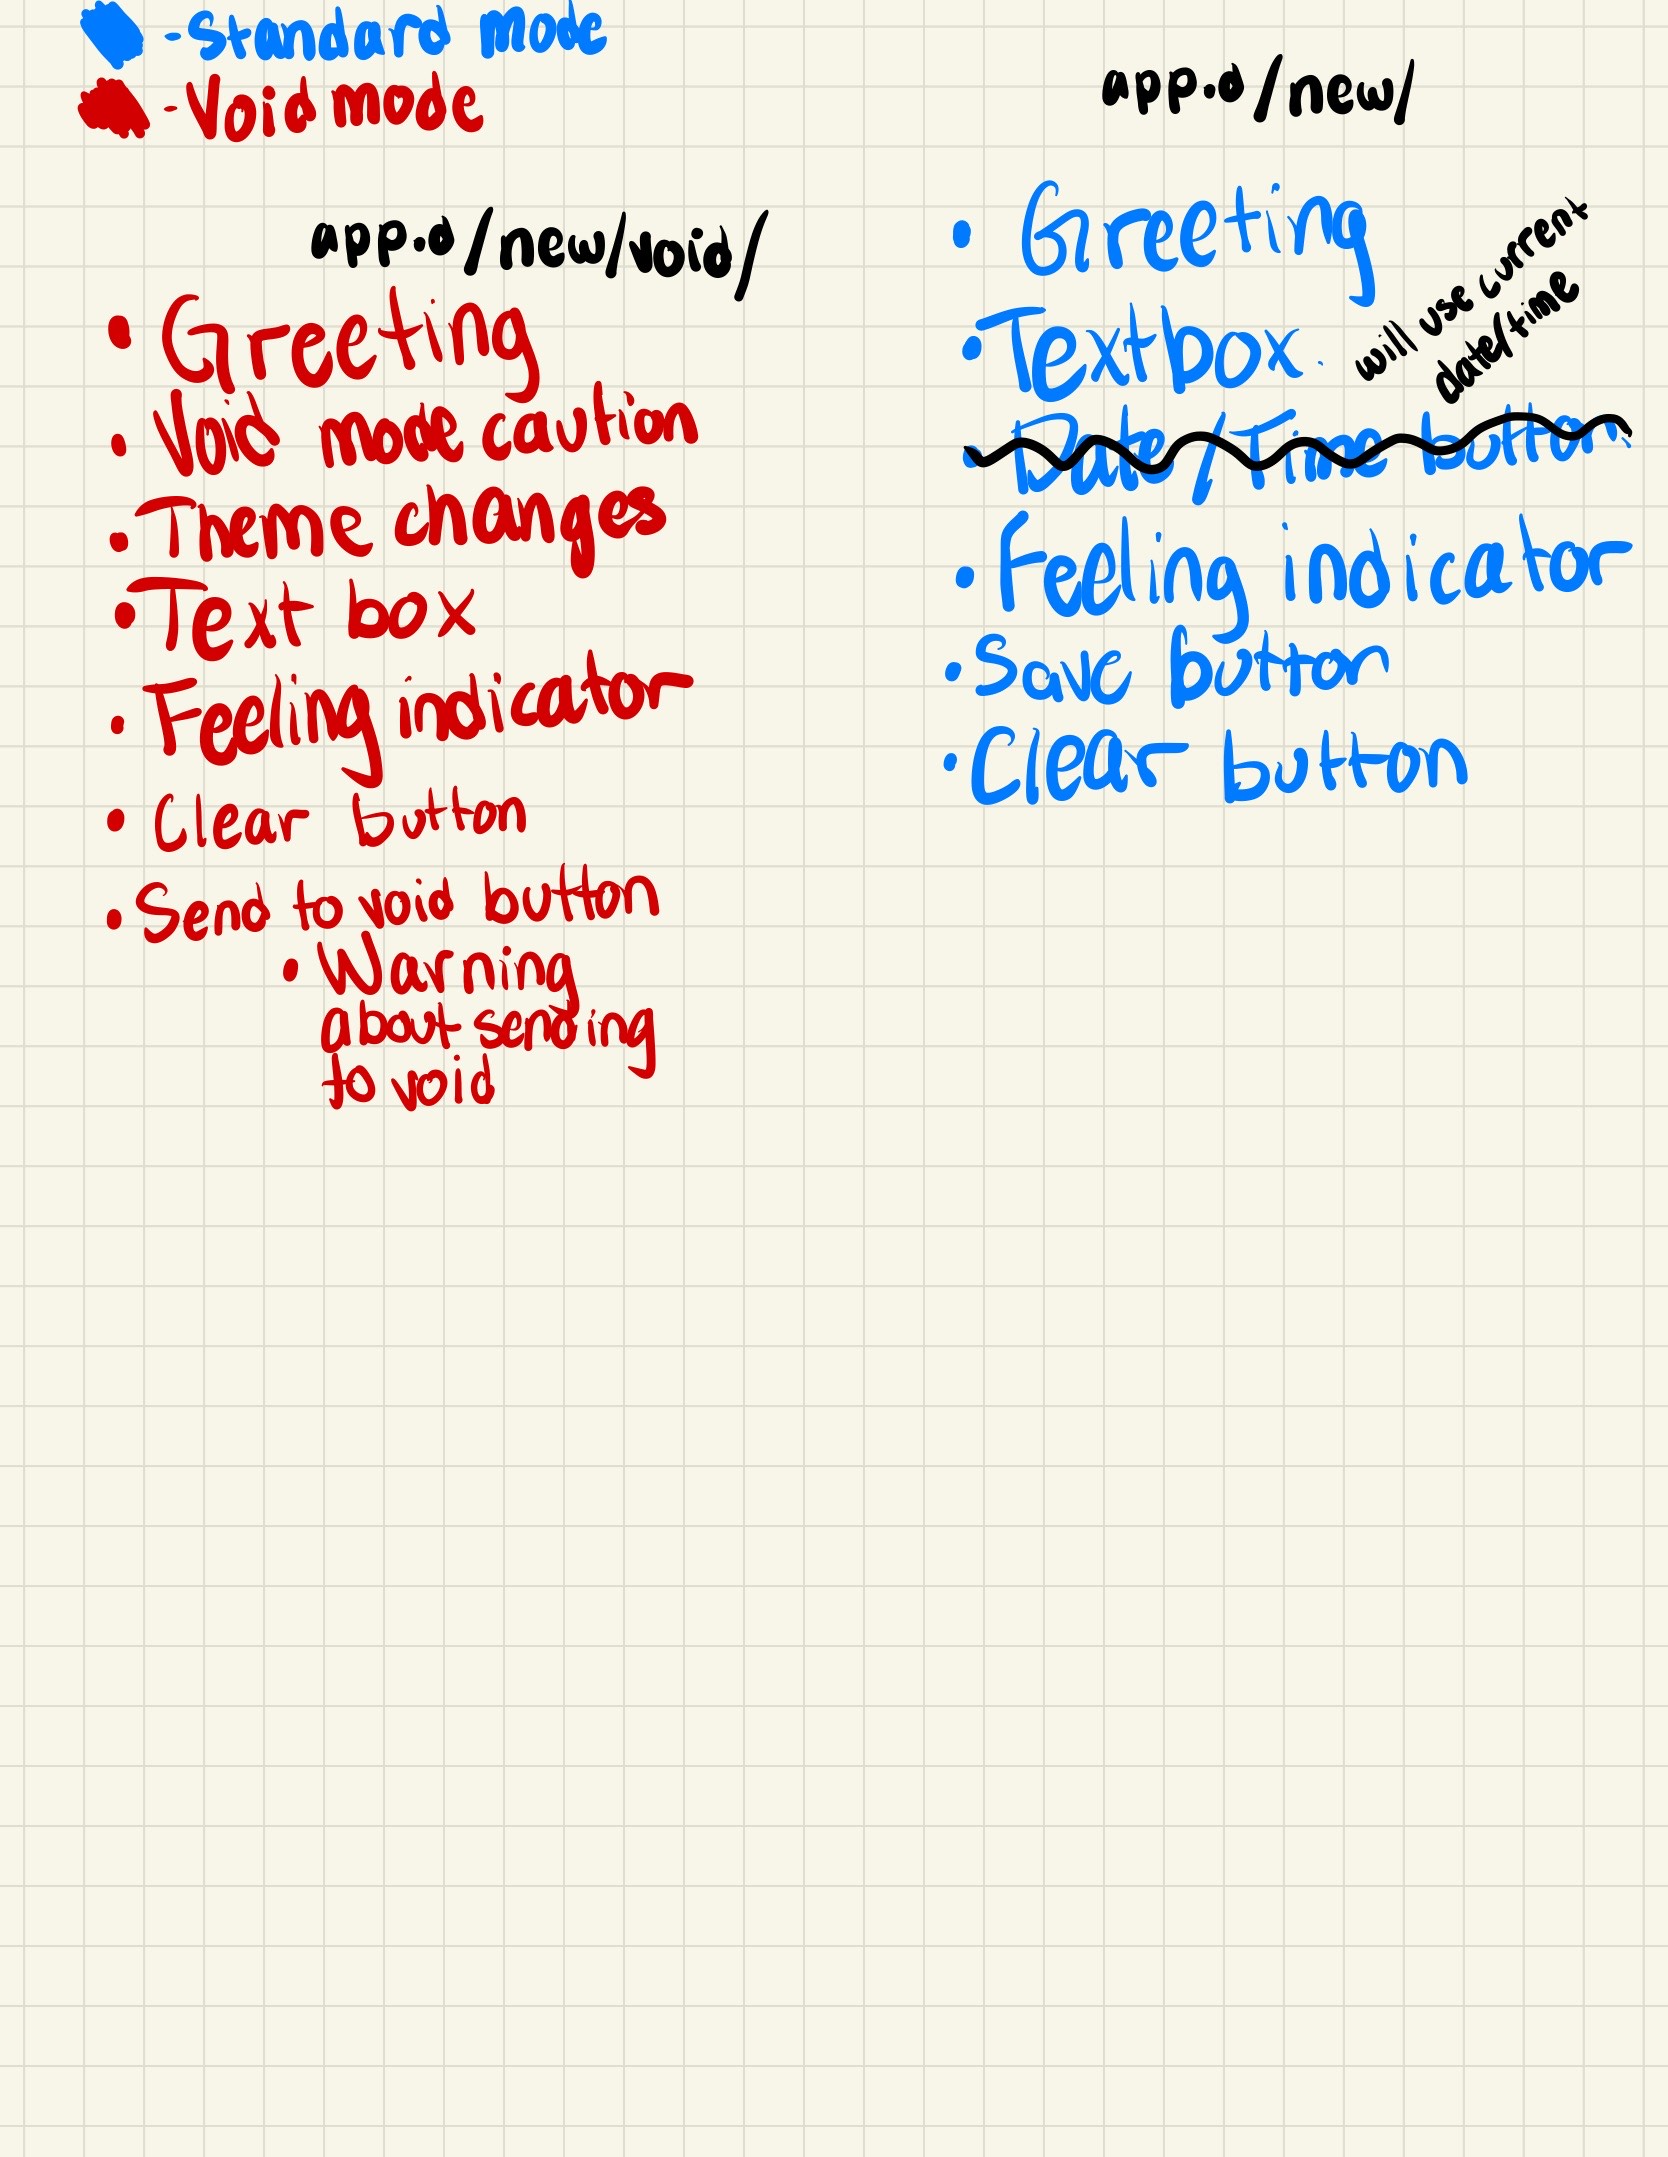 - Standard mode
- Void mode
app.d/new/void/
• Greeting
• Void mode caution
• Theme changes
• Text box
• Feeling indicator
• Clear button
• Send to void button
• Warning
about sending
to void
app.d/new/
• Greeting
• Textbox
will use current
date/time
• Date/Time button
• Feeling indicator
• Save button
• Clear button